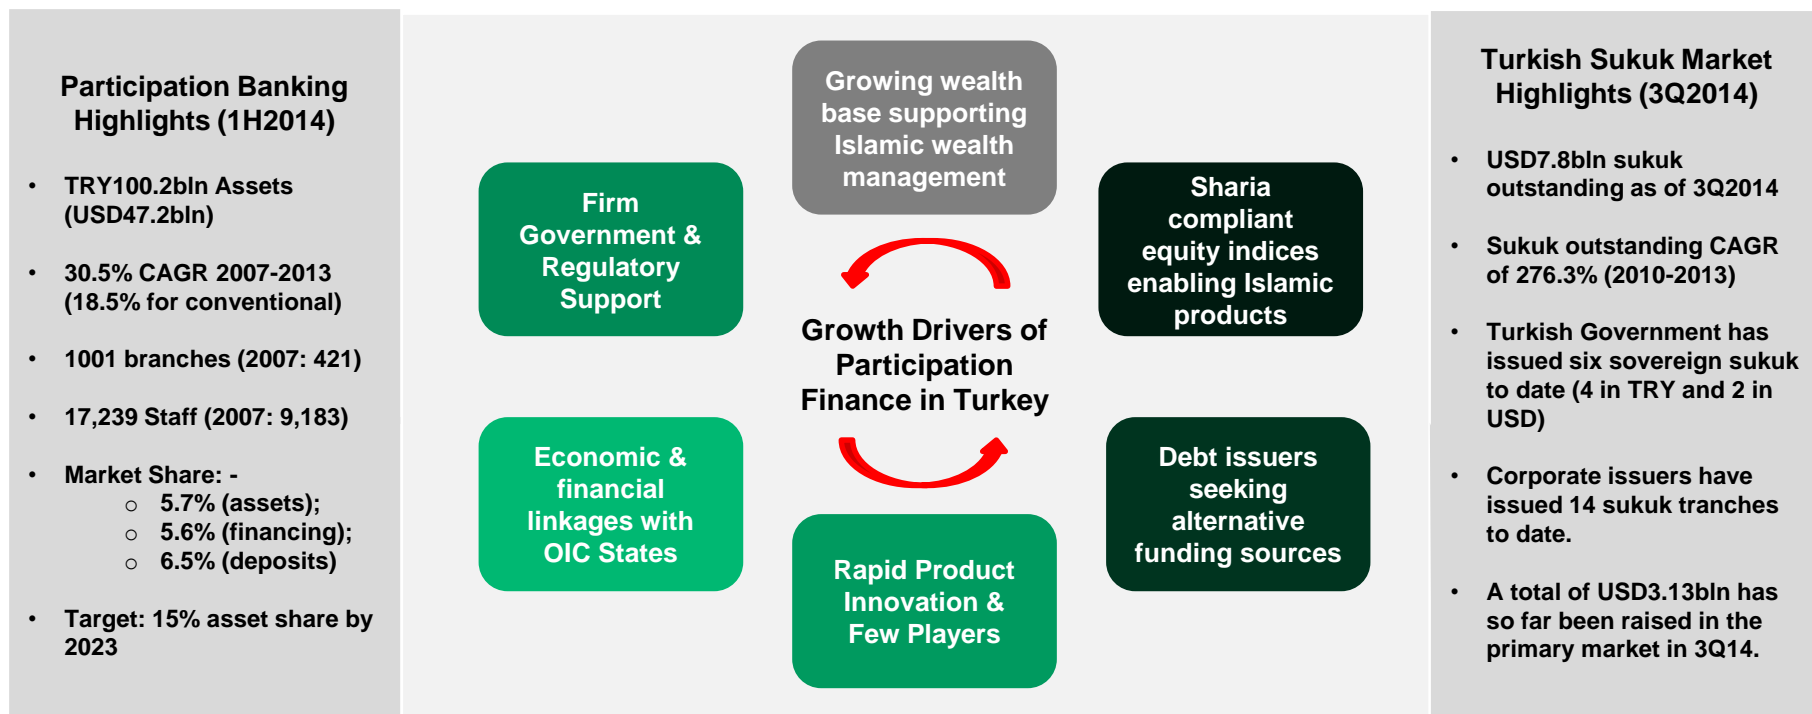 Participation Banking
Highlights (1H2014)
• TRY100.2bln Assets
(USD47.2bln)
• 30.5% CAGR 2007-2013
(18.5% for conventional)
• 1001 branches (2007: 421)
• 17,239 Staff (2007: 9,183)
• Market Share: -
o 5.7% (assets);
o 5.6% (financing);
o 6.5% (deposits)
• Target: 15% asset share by
2023
Growing wealth
base supporting
Islamic wealth
management
Firm
Government &
Regulatory
Support
Sharia
compliant
equity indices
enabling Islamic
products
Growth Drivers of
Participation
Finance in Turkey
Economic &
financial
linkages with
OIC States
Debt issuers
seeking
alternative
funding sources
Rapid Product
Innovation &
Few Players
Turkish Sukuk Market
Highlights (3Q2014)
• USD7.8bln sukuk
outstanding as of 3Q2014
• Sukuk outstanding CAGR
of 276.3% (2010-2013)
• Turkish Government has
issued six sovereign sukuk
to date (4 in TRY and 2 in
USD)
• Corporate issuers have
issued 14 sukuk tranches
to date.
• A total of USD3.13bln has
so far been raised in the
primary market in 3Q14.